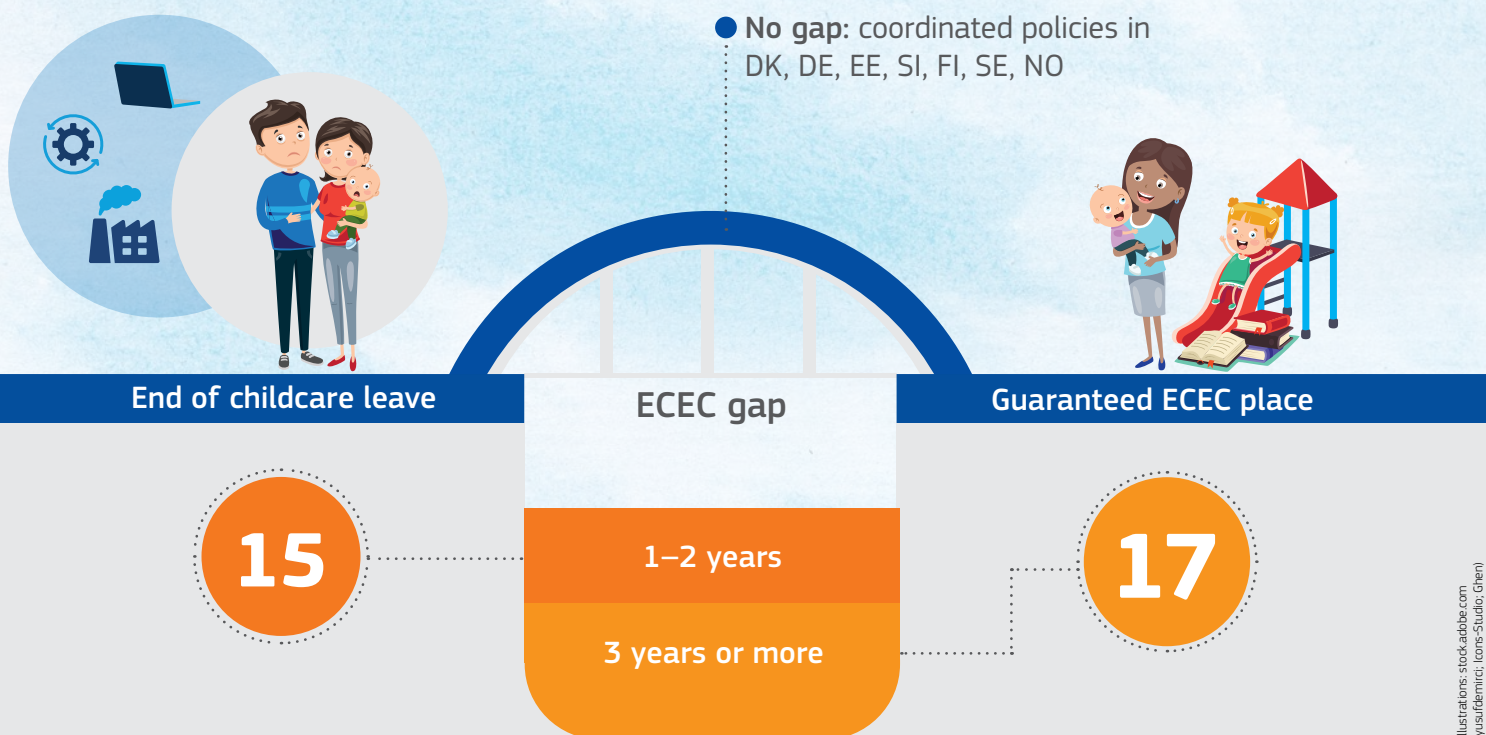 No gap: coordinated policies in
DK, DE, EE, SI, FI, SE, NO
End of childcare leave
ECEC gap
Guaranteed ECEC place
15
1–2 years
17
3 years or more
llustrations: stock.adobe.com
yusufdemirci; Icons-Studio; Ghen)